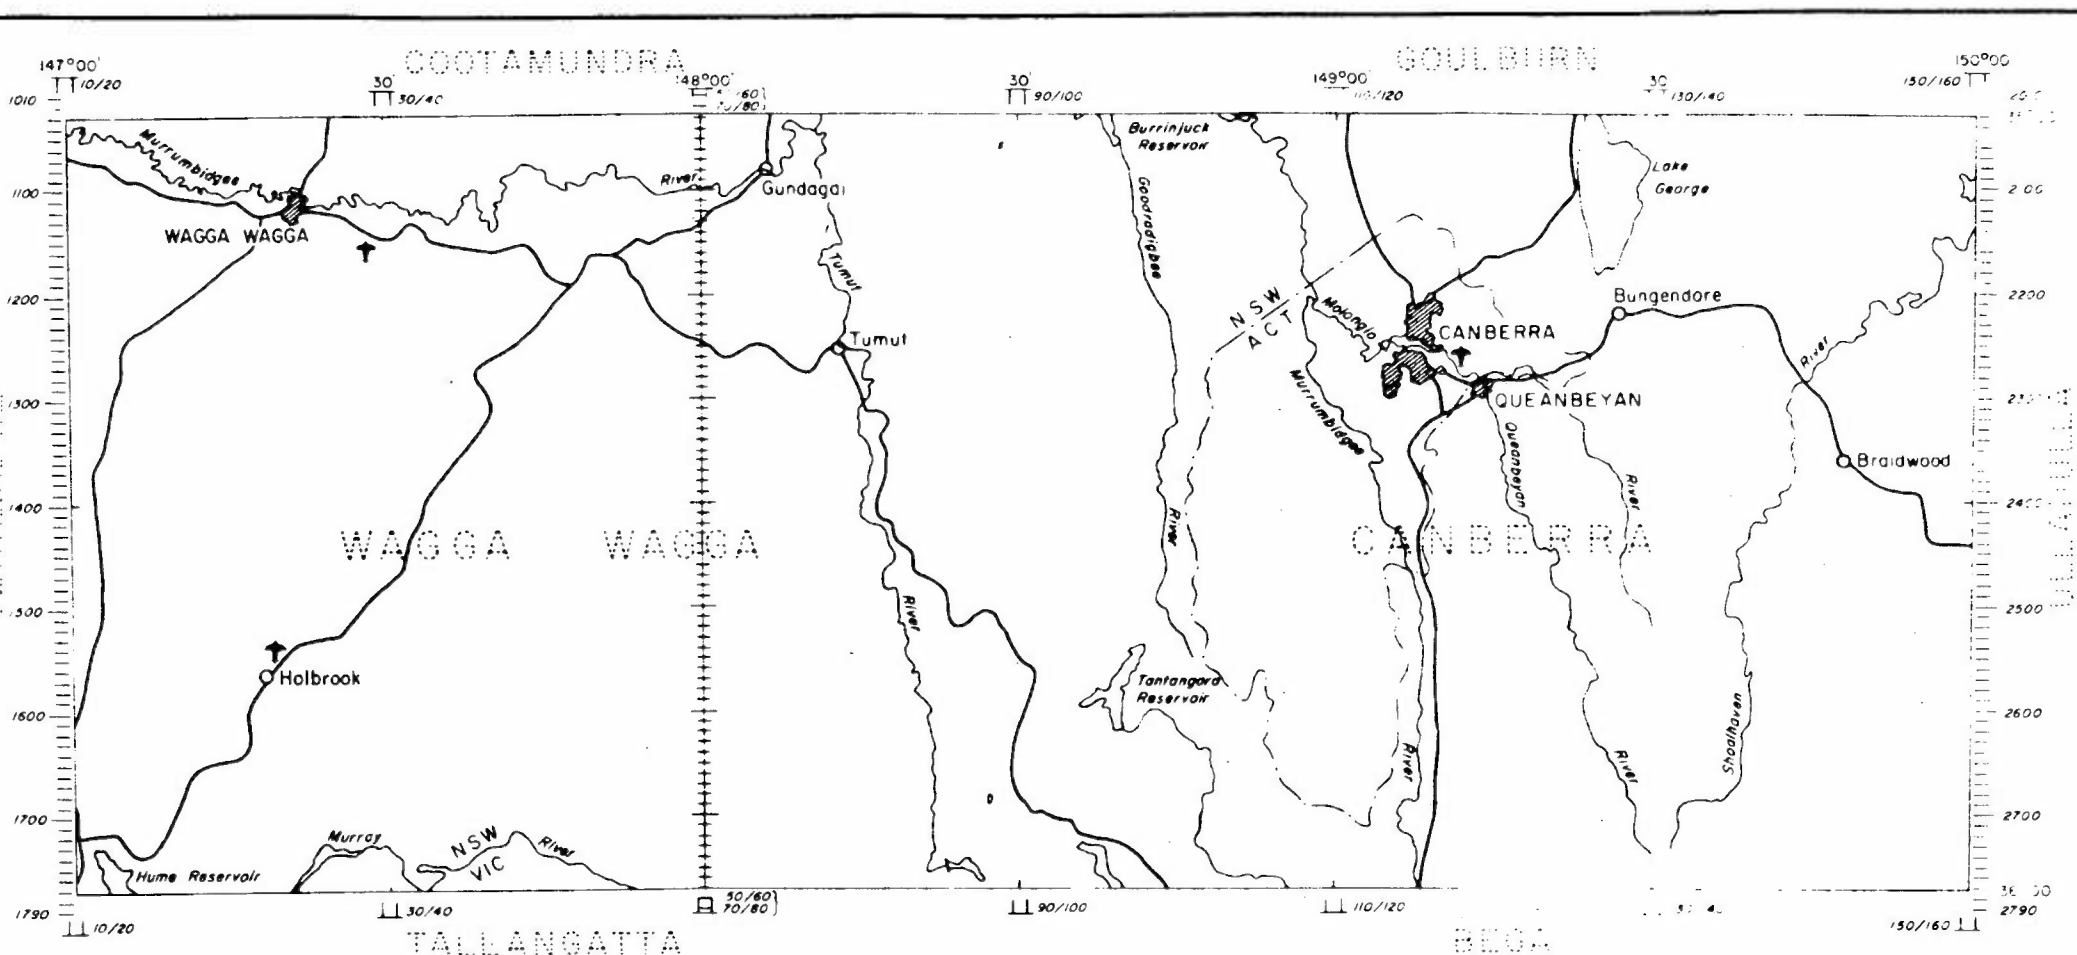 COOTAMUNDRA
GOULBURN
147°00'
30'
148°00'
30'
149°00'
30
150°00
10/20
30/40
90/100
110/120
130/140
150/160
1010
1100
1200
1300
1400
1500
1600
1700
1790
Murrumbidgee
River
Gundagai
WAGGA WAGGA
Tumut
Tumut
River
Burrinjuck
Reservoir
Goodradigbee
River
Lake
George
NSW
ACT
Molonglo
CANBERRA
Bungendore
River
QUEANBEYAN
Murrumbidgee
River
Queanbeyan
River
River
Braidwood
Shoalhaven
WAGGA WAGGA
CANBERRA
Holbrook
Tantangara
Reservoir
Hume Reservoir
Murray
NSW
VIC
River
2200
2400
2500
2600
2700
2790
10/20
30/40
50/60}
70/80}
90/100
110/120
150/160
TALLANGATTA
BEGA